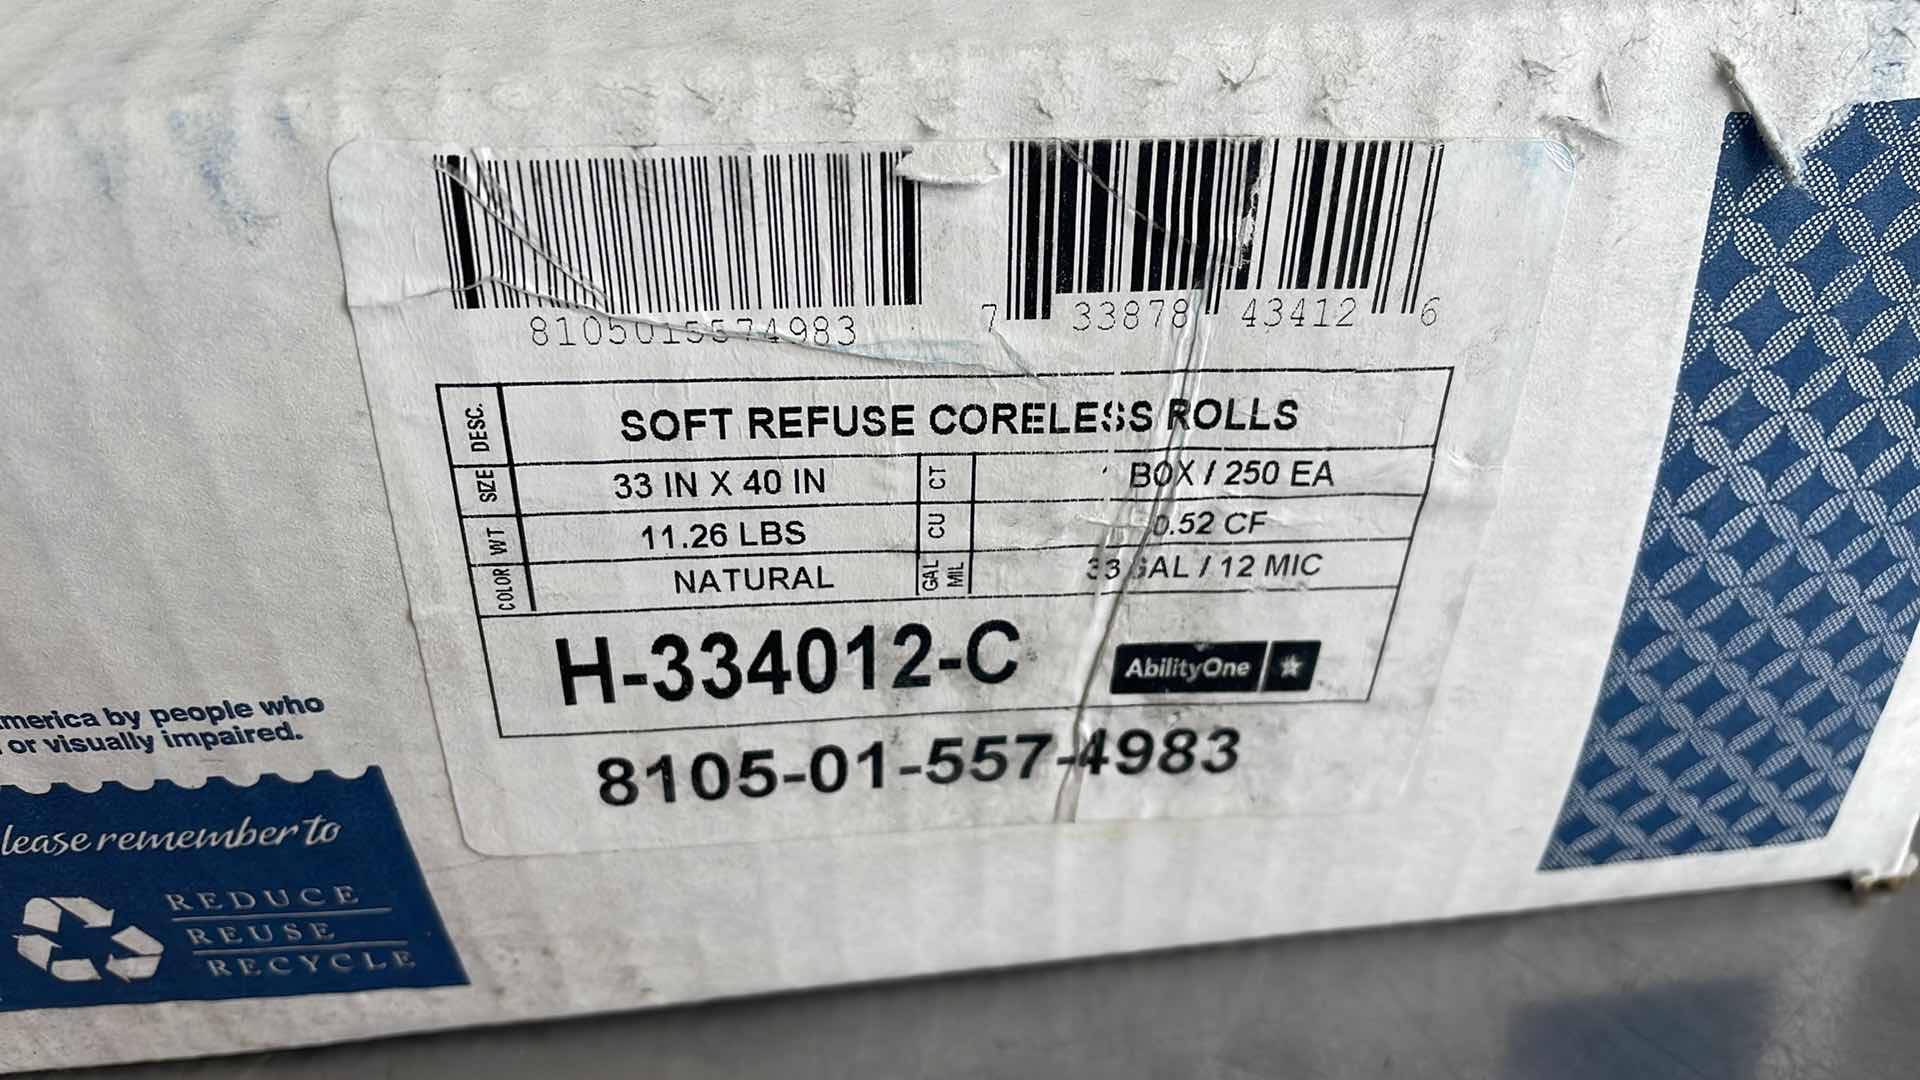 8105015574983
7 33878 43412 6
DESC. SOFT REFUSE CORELESS ROLLS
SIZE 33 IN X 40 IN CT BOX / 250 EA
WT 11.26 LBS CU 0.52 CF
COLOR NATURAL GAL MIL 33 GAL / 12 MIC
H-334012-C AbilityOne
8105-01-557-4983
merica by people who
or visually impaired.
lease remember to
REDUCE
REUSE
RECYCLE